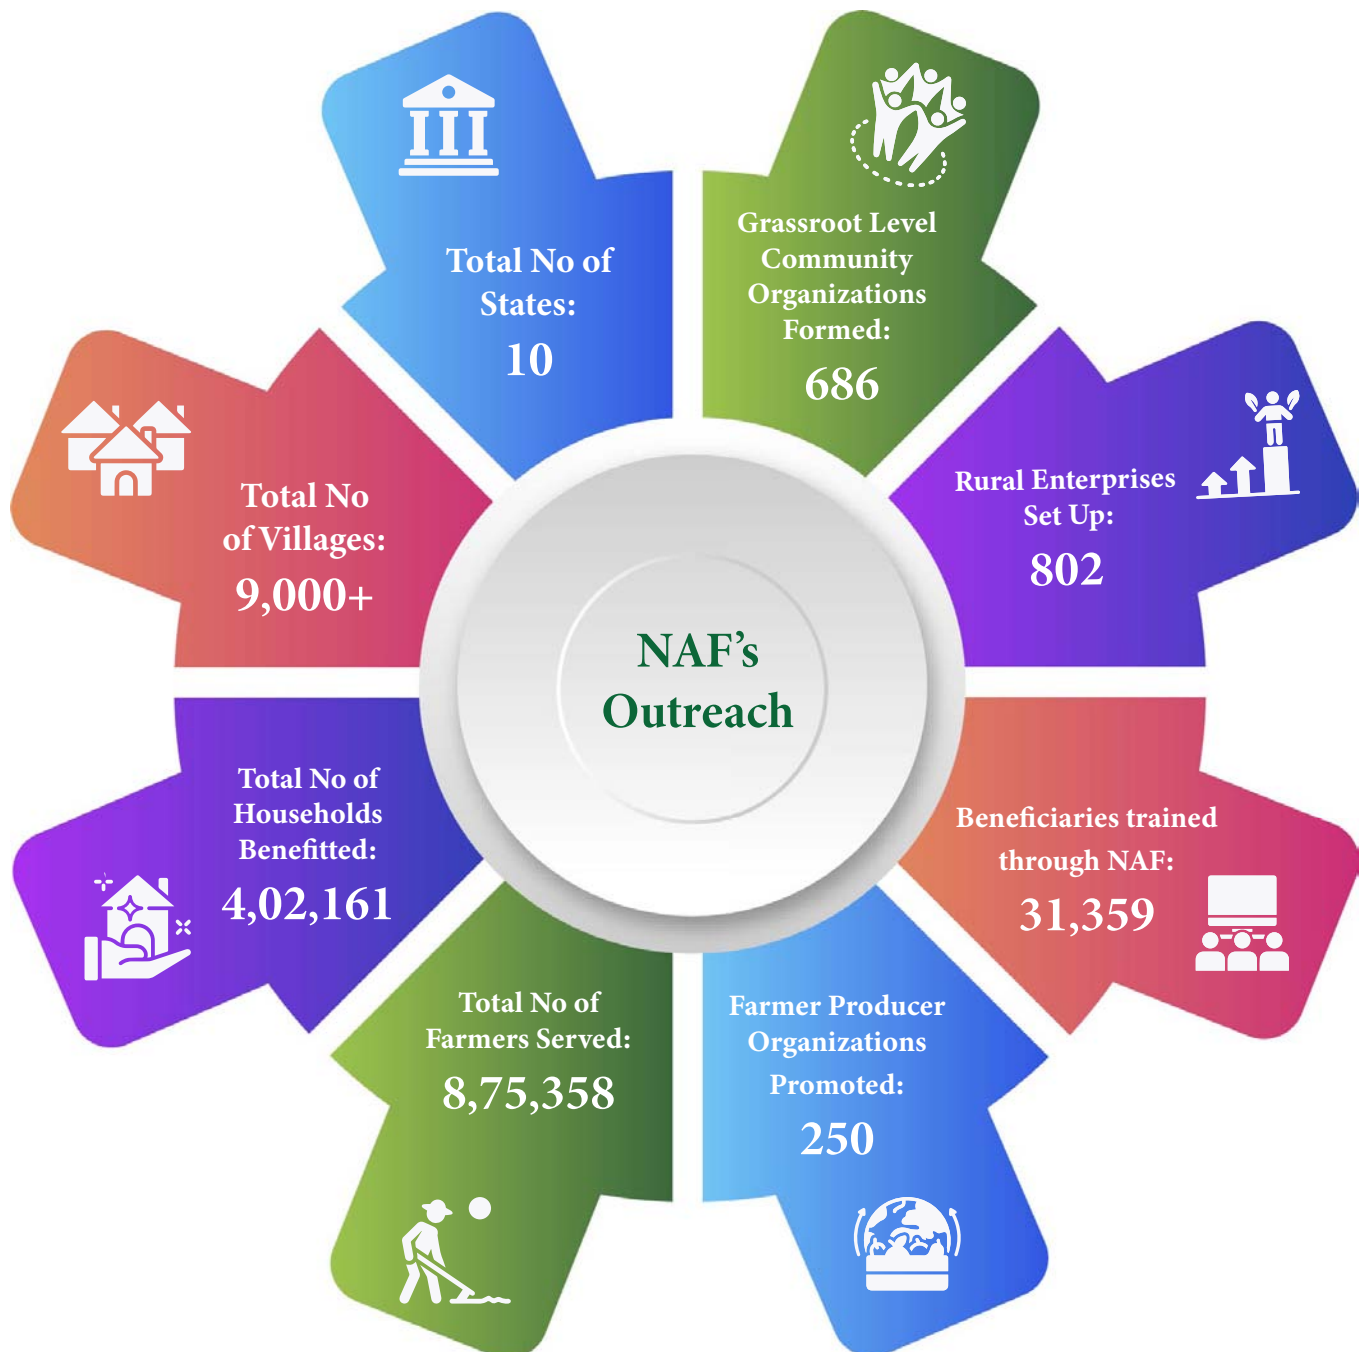 NAF’s
Outreach
Total No of
States:
10
Grassroot Level
Community
Organizations
Formed:
686
Rural Enterprises
Set Up:
802
Beneficiaries trained
through NAF:
31,359
Farmer Producer
Organizations
Promoted:
250
Total No of
Farmers Served:
8,75,358
Total No of
Households
Benefitted:
4,02,161
Total No
of Villages:
9,000+